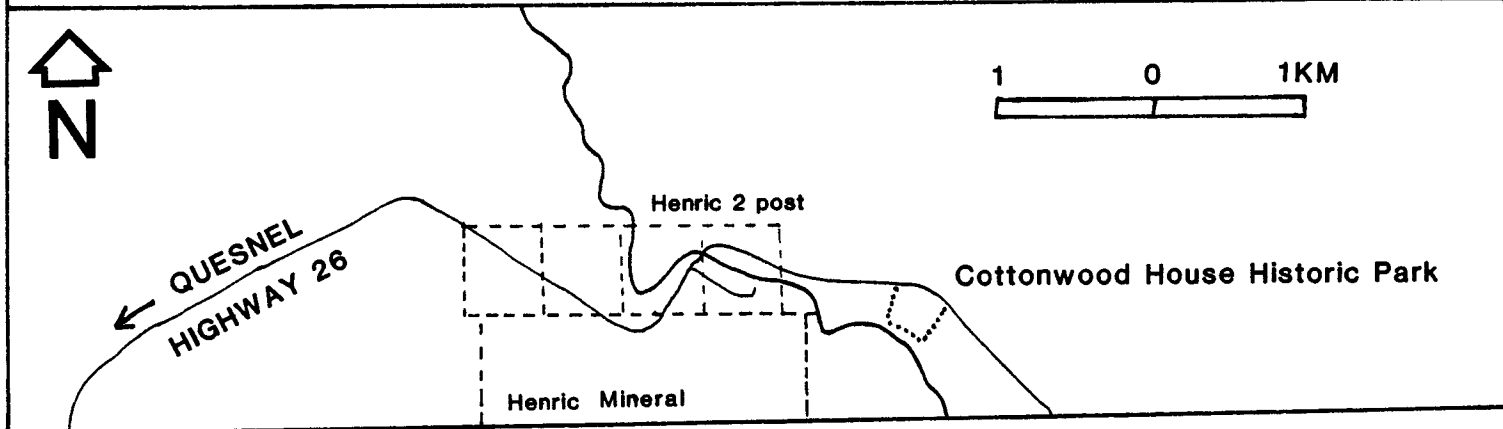 N
1 0 1KM
Henric 2 post
QUESNEL
HIGHWAY 26
Cottonwood House Historic Park
Henric Mineral